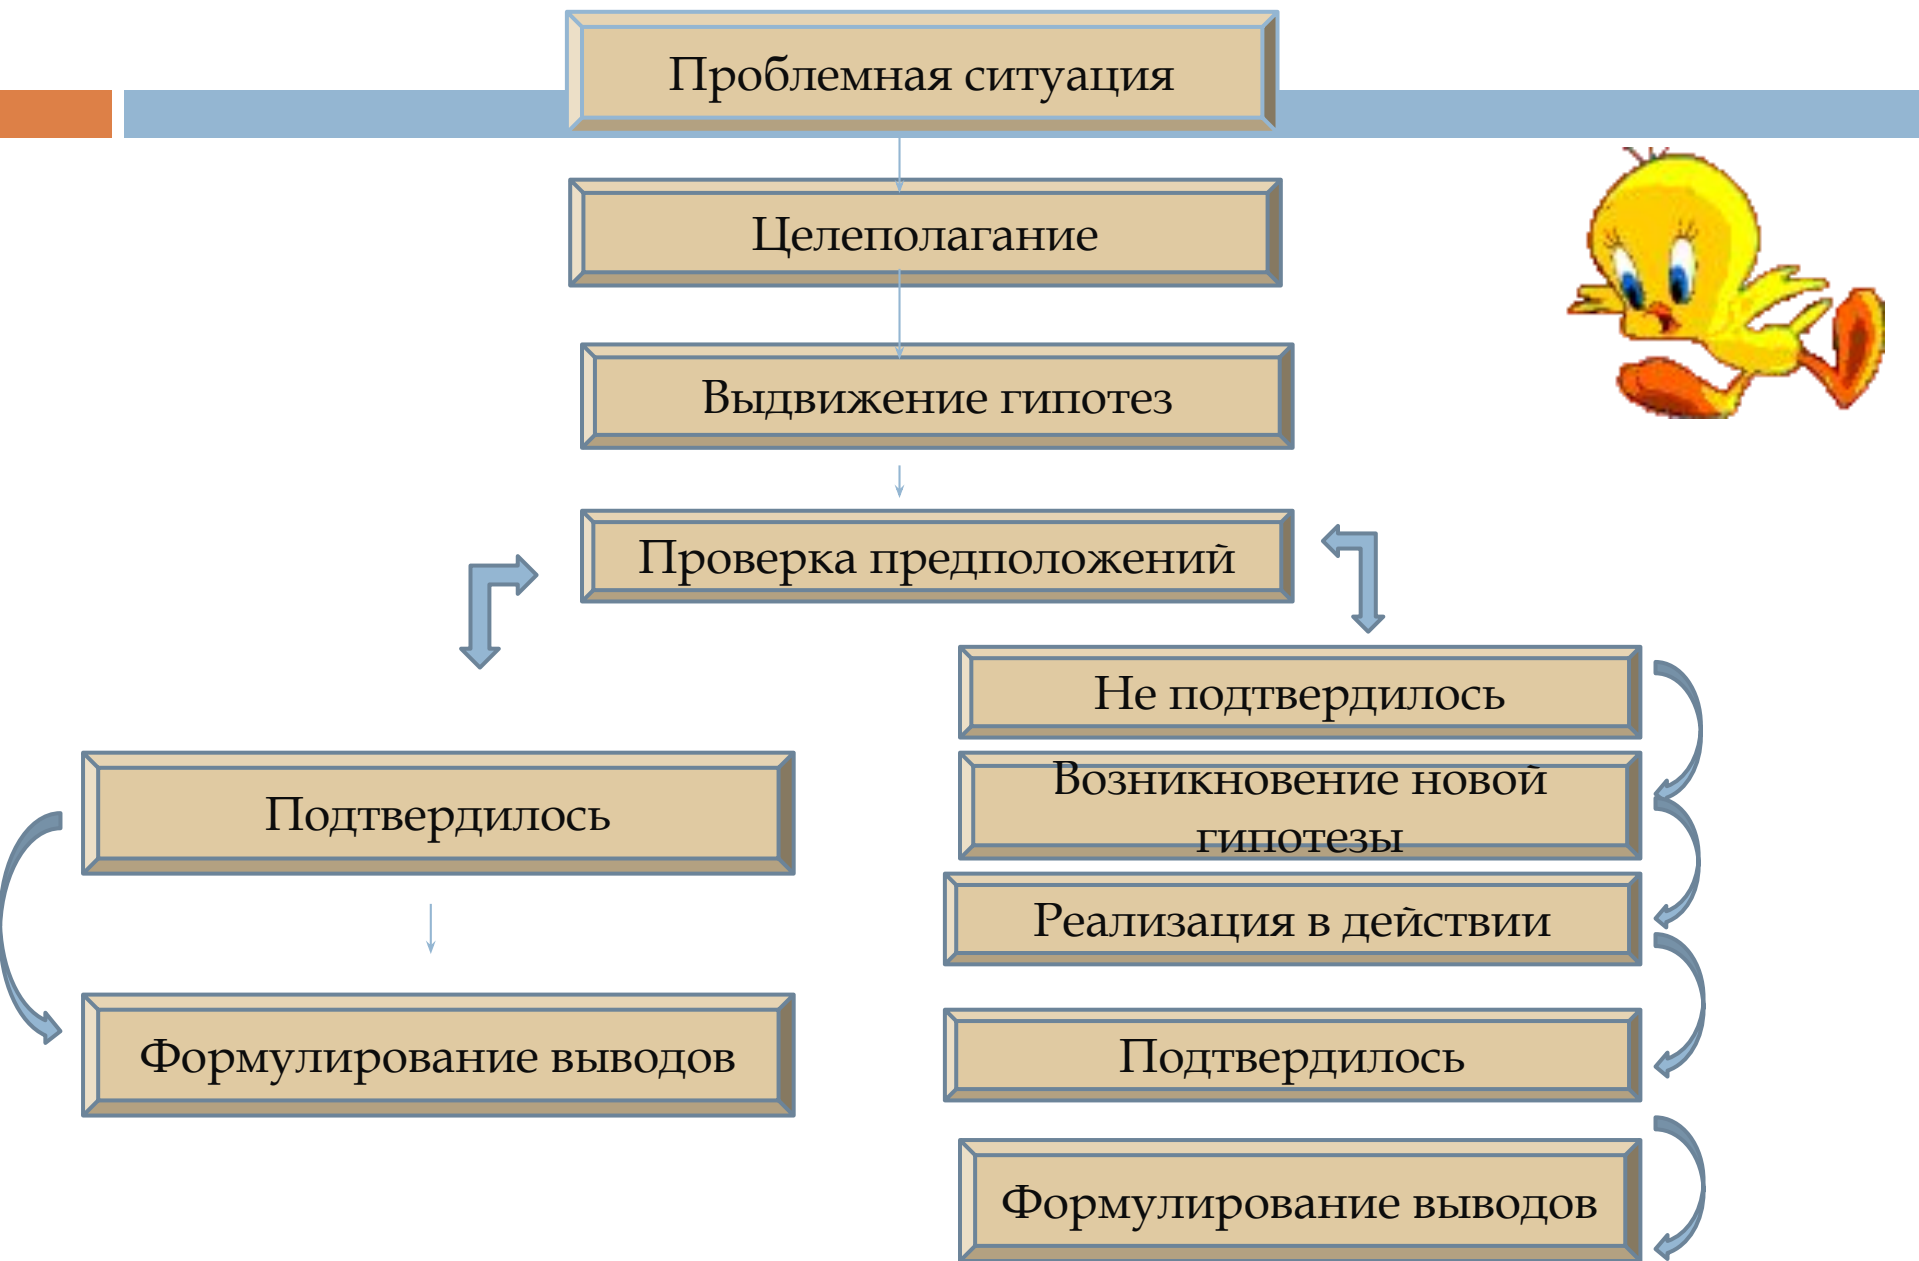 Проблемная ситуация
Целеполагание
Выдвижение гипотез
Проверка предположений
Не подтвердилось
Возникновение новой
гипотезы
Подтвердилось
Реализация в действии
Формулирование выводов
Подтвердилось
Формулирование выводов